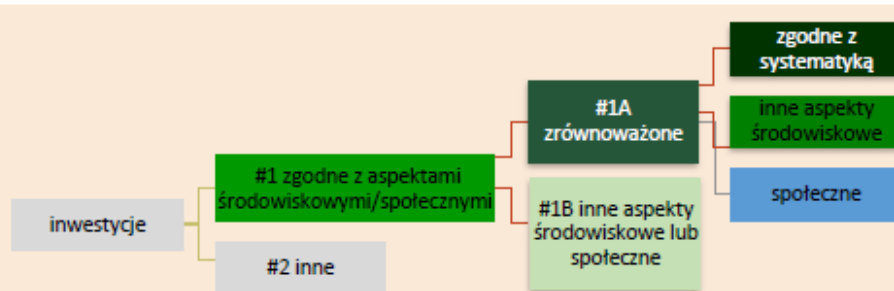 inwestycje
#1 zgodne z aspektami
środowiskowymi/społecznymi
#2 inne
#1A
zrównoważone
#1B inne aspekty
środowiskowe lub
społeczne
zgodne z
systematyką
inne aspekty
środowiskowe
społeczne